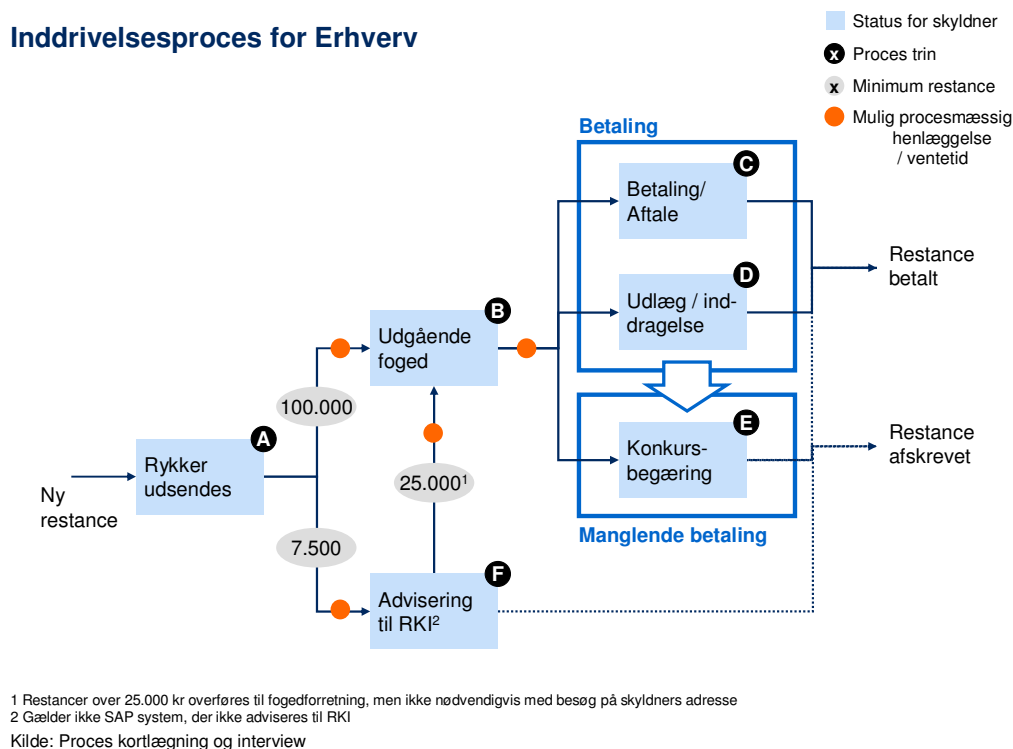 Inddrivelsesproces for Erhverv
Status for skyldner
x Proces trin
x Minimum restance
Mulig procesmæssig
henlæggelse
/ ventetid
Betaling
C
Betaling/
Aftale
D
Udlæg / ind-
dragelse
Restance
betalt
B
Udgående
foged
100.000
A
Rykker
udsendes
Ny
restance
25.000¹
7.500
E
Konkurs-
begæring
Manglende betaling
Restance
afskrevet
F
Advisering
til RKI²
1 Restancer over 25.000 kr overføres til fogedforretning, men ikke nødvendigvis med besøg på skyldners adresse
2 Gælder ikke SAP system, der ikke adviseres til RKI
Kilde: Proces kortlægning og interview